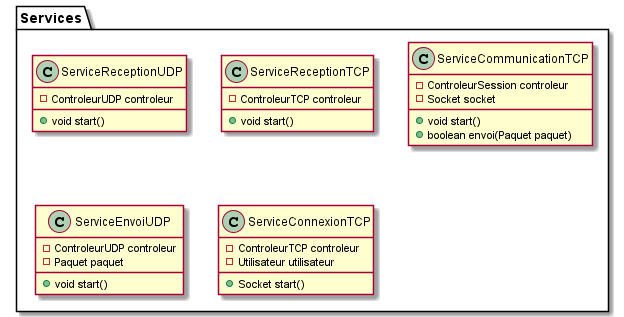 Services
C ServiceReceptionUDP
ControleurUDP controleur
void start()
C ServiceReceptionTCP
ControleurTCP controleur
void start()
C ServiceCommunicationTCP
ControleurSession controleur
Socket socket
void start()
boolean envoi(Paquet paquet)
C ServiceEnvoiUDP
ControleurUDP controleur
Paquet paquet
void start()
C ServiceConnexionTCP
ControleurTCP controleur
Utilisateur utilisateur
Socket start()